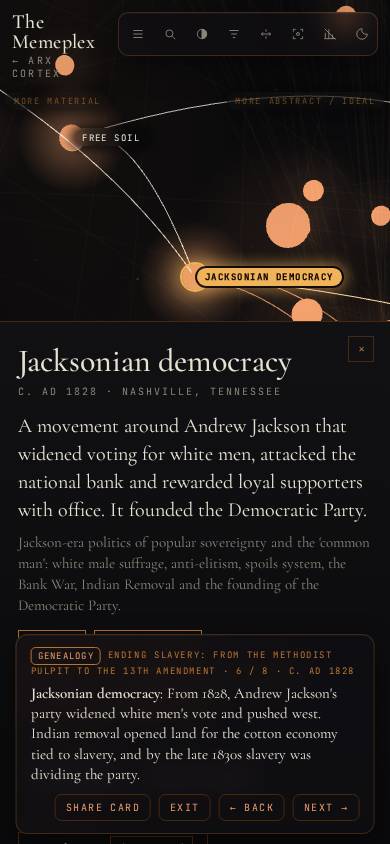 The
Memeplex
← ARX
CORTEX
MORE MATERIAL
MORE ABSTRACT / IDEAL
FREE SOIL
JACKSONIAN DEMOCRACY
Jacksonian democracy
×
C. AD 1828 · NASHVILLE, TENNESSEE
A movement around Andrew Jackson that
widened voting for white men, attacked the
national bank and rewarded loyal supporters
with office. It founded the Democratic Party.
Jackson-era politics of popular sovereignty and the 'common
man': white male suffrage, anti-elitism, spoils system, the
Bank War, Indian Removal and the founding of the
Democratic Party.
GENEALOGY ENDING SLAVERY: FROM THE METHODIST
PULPIT TO THE 13TH AMENDMENT · 6 / 8 · C. AD 1828
Jacksonian democracy: From 1828, Andrew Jackson's
party widened white men's vote and pushed west.
Indian removal opened land for the cotton economy
tied to slavery, and by the late 1830s slavery was
dividing the party.
SHARE CARD EXIT ← BACK NEXT →